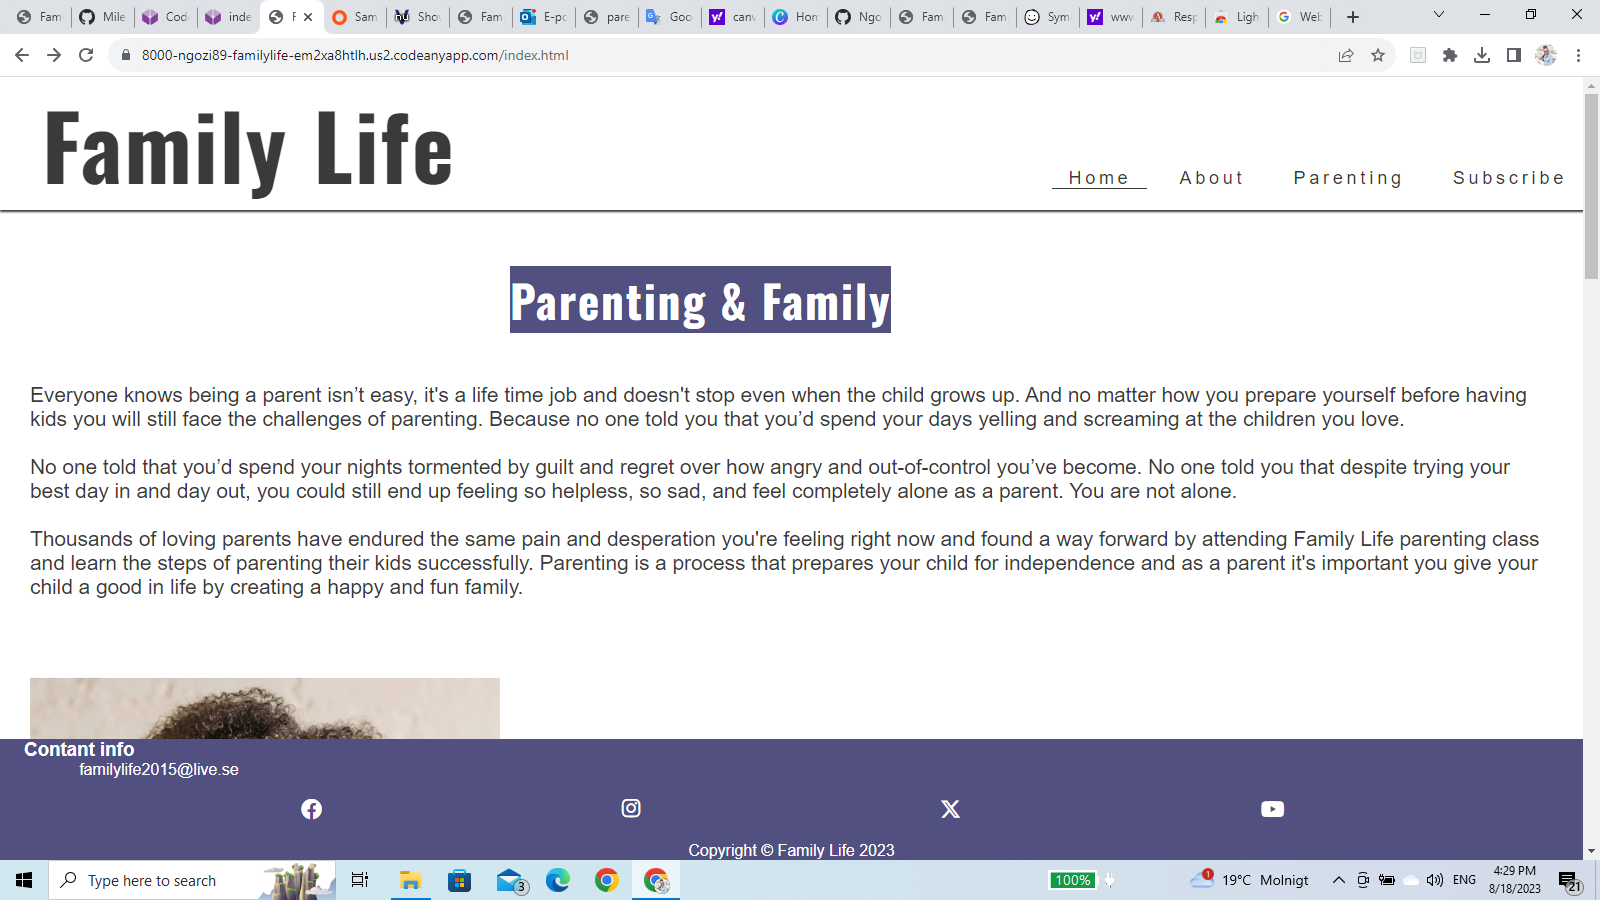 Fam
Mile
Cod
inde
F
Sam
Sho
Fam
E-po
pare
Goo
canv
Hom
Ngo
Fam
Fam
Sym
www
Resp
Ligh
Web
8000-ngozi89-familylife-em2xa8htlh.us2.codeanyapp.com/index.html
Family Life
Home About Parenting Subscribe
Parenting & Family
Everyone knows being a parent isn’t easy, it's a life time job and doesn't stop even when the child grows up. And no matter how you prepare yourself before having
kids you will still face the challenges of parenting. Because no one told you that you’d spend your days yelling and screaming at the children you love.
No one told that you’d spend your nights tormented by guilt and regret over how angry and out-of-control you’ve become. No one told you that despite trying your
best day in and day out, you could still end up feeling so helpless, so sad, and feel completely alone as a parent. You are not alone.
Thousands of loving parents have endured the same pain and desperation you're feeling right now and found a way forward by attending Family Life parenting class
and learn the steps of parenting their kids successfully. Parenting is a process that prepares your child for independence and as a parent it's important you give your
child a good in life by creating a happy and fun family.
Contant info
familylife2015@live.se
Copyright © Family Life 2023
Type here to search
3
100%
1
19°C Molnigt
ENG
4:29 PM
8/18/2023
21